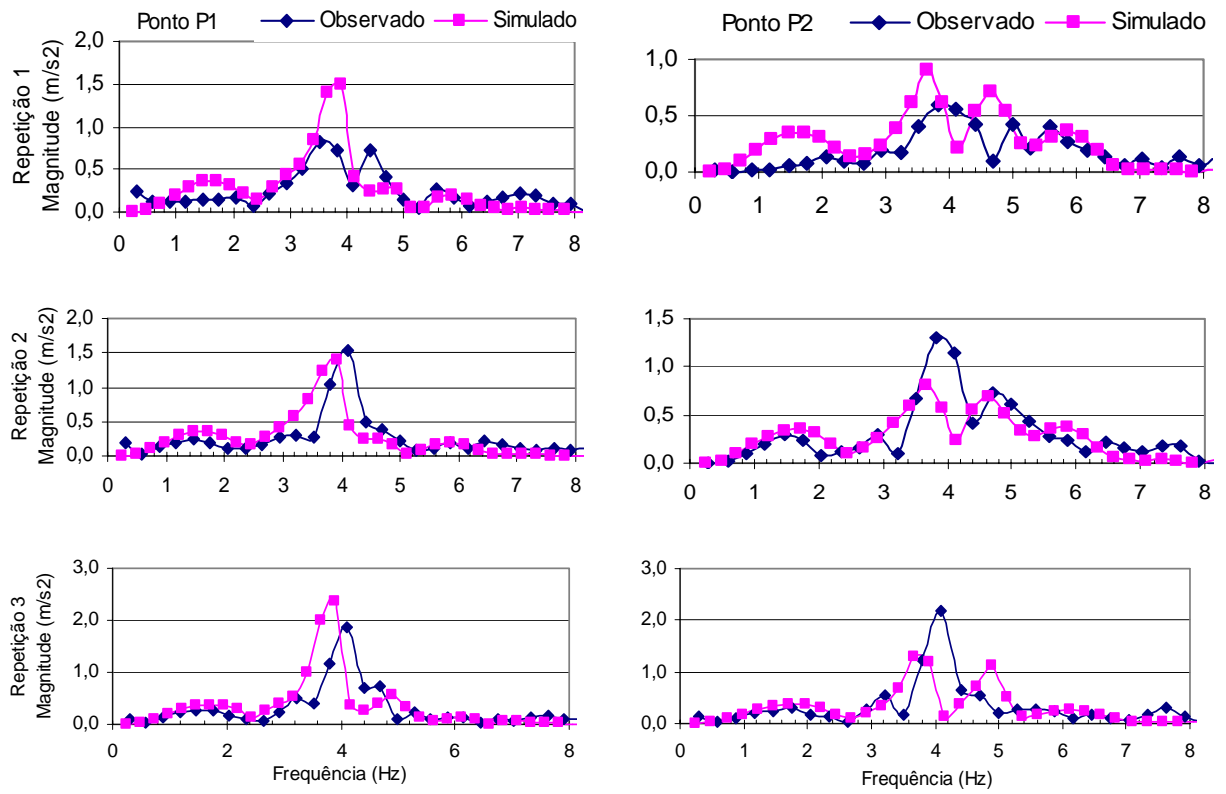 Ponto P1
Observado
Simulado
Repetição 1
Magnitude (m/s2)
2,0
1,5
1,0
0,5
0,0
0 1 2 3 4 5 6 7 8
Ponto P2
Observado
Simulado
1,0
0,5
0,0
0 1 2 3 4 5 6 7 8
Repetição 2
Magnitude (m/s2)
2,0
1,5
1,0
0,5
0,0
0 1 2 3 4 5 6 7 8
1,5
1,0
0,5
0,0
0 1 2 3 4 5 6 7 8
Repetição 3
Magnitude (m/s2)
3,0
2,0
1,0
0,0
0 2 4 6 8
Frequência (Hz)
3,0
2,0
1,0
0,0
0 1 2 3 4 5 6 7 8
Frequência (Hz)